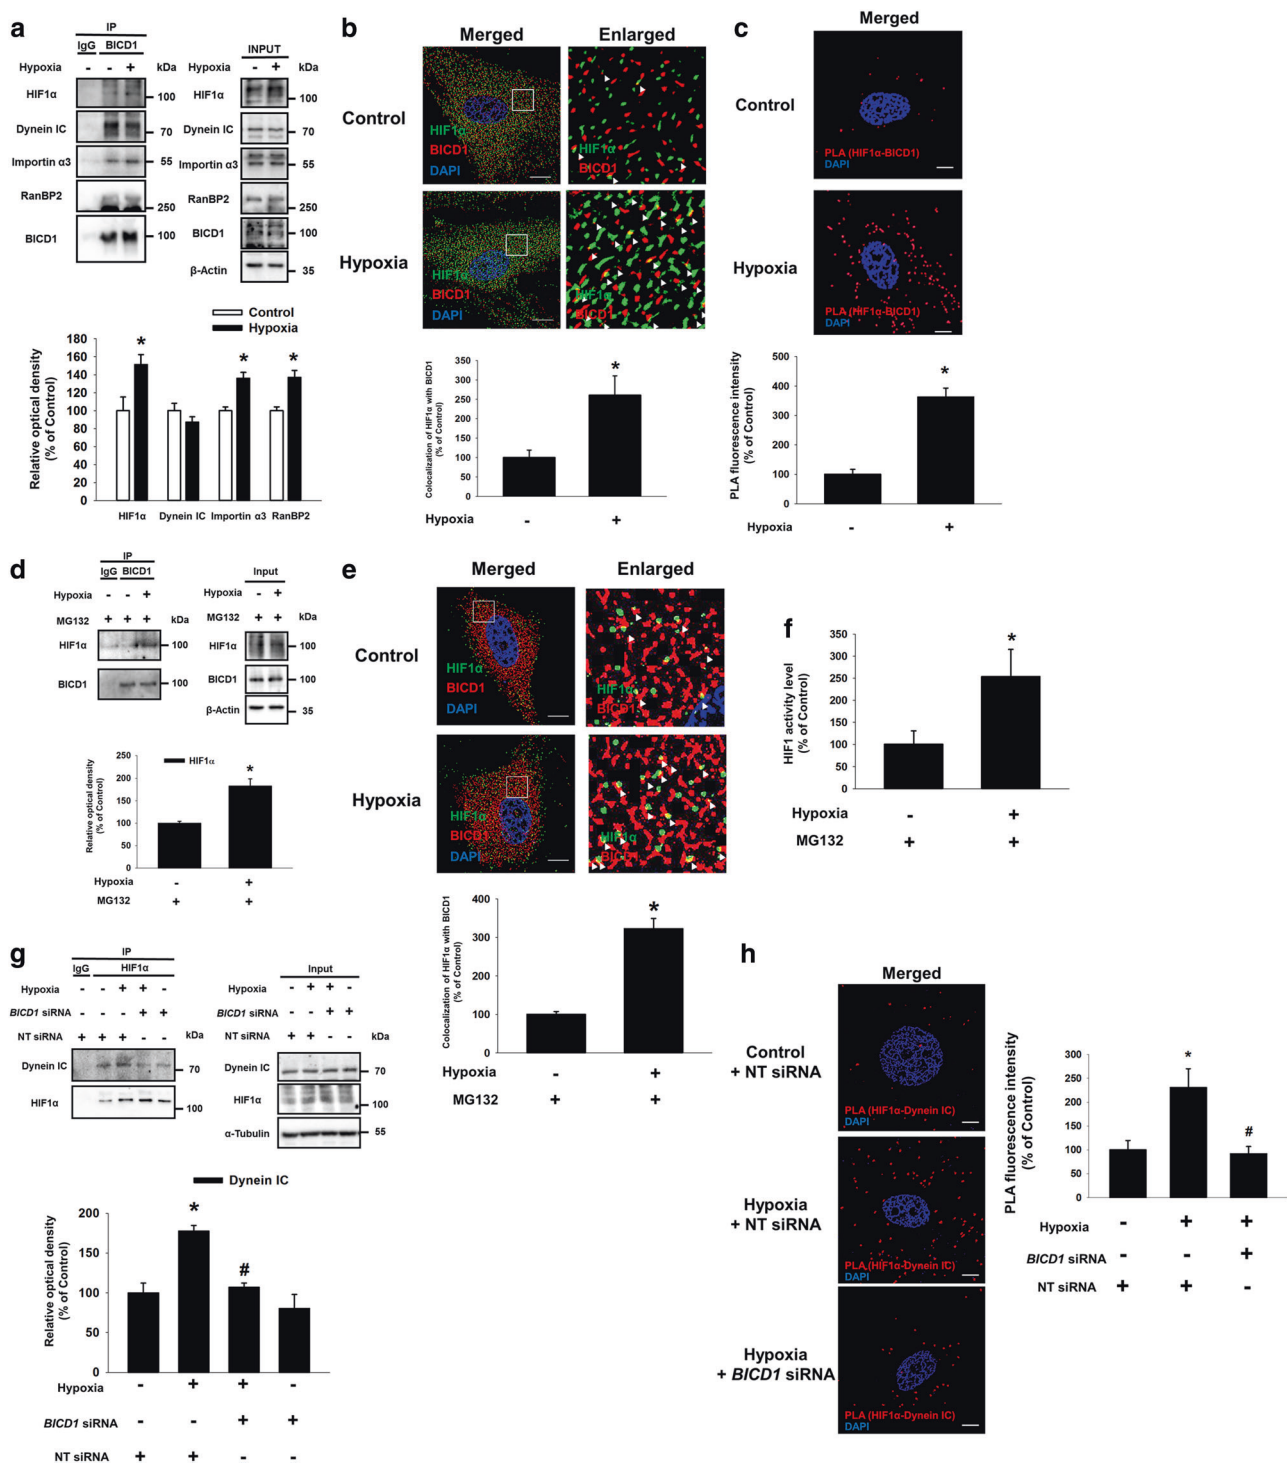 a
IP
IgG BICD1
Hypoxia - - + kDa
HIF1α 100
Dynein IC 70
Importin α3 55
RanBP2 250
BICD1 100
INPUT
Hypoxia - + kDa
HIF1α 100
Dynein IC 70
Importin α3 55
RanBP2 250
BICD1 100
β-Actin 35
Control
Hypoxia
Relative optical density
(% of Control)
180
160
140
120
100
80
60
40
20
0
* * *
HIF1α Dynein IC Importin α3 RanBP2
b
Merged Enlarged
Control
HIF1α
BICD1
DAPI
HIF1α
BICD1
Hypoxia
HIF1α
BICD1
DAPI
HIF1α
BICD1
Colocalization of HIF1α with BICD1
(% of Control)
350
300
250
200
150
100
50
0
*
Hypoxia - +
c
Merged
Control
PLA (HIF1α-BICD1)
DAPI
Hypoxia
PLA (HIF1α-BICD1)
DAPI
PLA fluorescence intensity
(% of Control)
500
400
300
200
100
0
*
Hypoxia - +
d
IP
IgG BICD1
Hypoxia - - +
MG132 + + + kDa
HIF1α 100
BICD1 100
Input
Hypoxia - +
MG132 + + kDa
HIF1α 100
BICD1 100
β-Actin 35
HIF1α
Relative optical density
(% of Control)
250
200
150
100
50
0
*
Hypoxia - +
MG132 + +
e
Merged Enlarged
Control
HIF1α
BICD1
DAPI
HIF1α
BICD1
Hypoxia
HIF1α
BICD1
DAPI
HIF1α
BICD1
Colocalization of HIF1α with BICD1
(% of Control)
400
300
200
100
0
*
Hypoxia - +
MG132 + +
f
HIF1 activity level
(% of Control)
350
300
250
200
150
100
50
0
*
Hypoxia - +
MG132 + +
g
IP
IgG HIF1α
Hypoxia - - + + -
BICD1 siRNA - - - + +
NT siRNA + + + - - kDa
Dynein IC 70
HIF1α 100
Input
Hypoxia - + + -
BICD1 siRNA - - + +
NT siRNA + + - - kDa
Dynein IC 70
HIF1α 100
α-Tubulin 55
Dynein IC
Relative optical density
(% of Control)
200
150
100
50
0
* #
Hypoxia - + + -
BICD1 siRNA - - + +
NT siRNA + + - -
h
Merged
Control
+ NT siRNA
PLA (HIF1α-Dynein IC)
DAPI
Hypoxia
+ NT siRNA
PLA (HIF1α-Dynein IC)
DAPI
Hypoxia
+ BICD1 siRNA
PLA (HIF1α-Dynein IC)
DAPI
PLA fluorescence intensity
(% of Control)
300
250
200
150
100
50
0
* #
Hypoxia - + +
BICD1 siRNA - - +
NT siRNA + + -